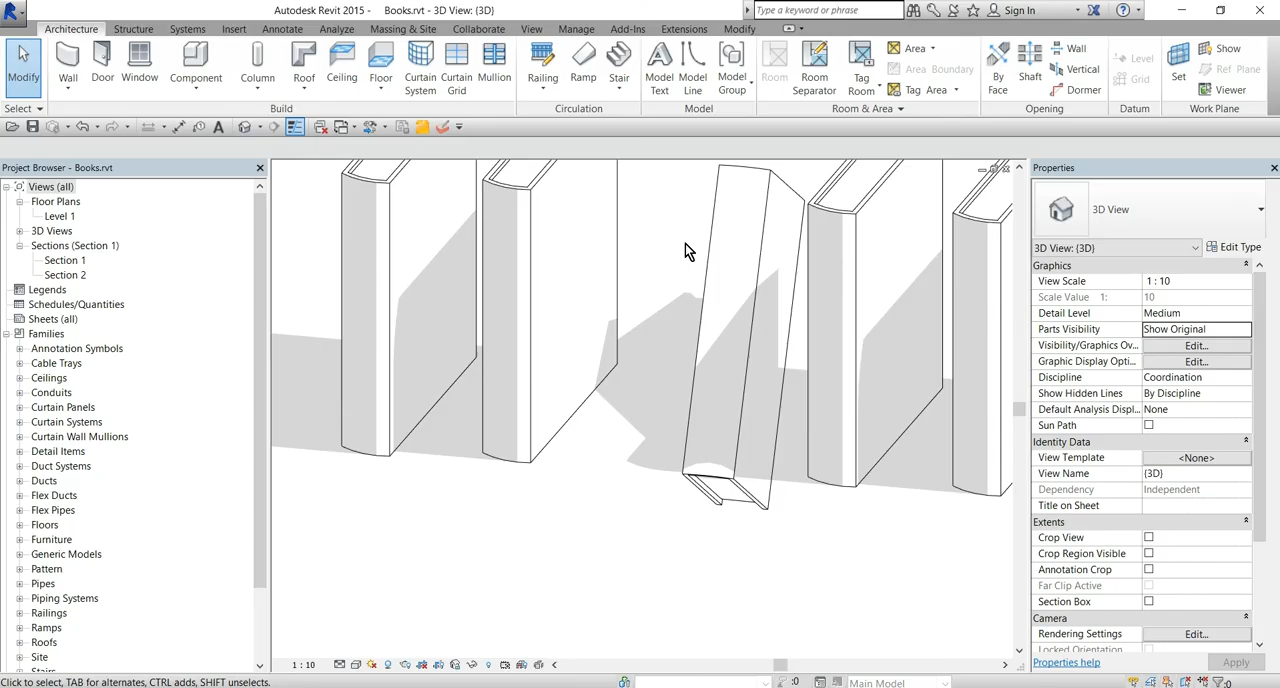 Autodesk Revit 2015 - Books.rvt - 3D View: {3D}
Type a keyword or phrase
Sign In
Architecture Structure Systems Insert Annotate Analyze Massing & Site Collaborate View Manage Add-Ins Extensions Modify
Modify
Wall
Door
Window
Component
Column
Roof
Ceiling
Floor
Curtain
System
Curtain
Grid
Mullion
Railing
Ramp
Stair
Model
Text
Model
Line
Model
Group
Room
Room
Separator
Tag
Room
Area
Area Boundary
Tag Area
By
Face
Shaft
Wall
Vertical
Dormer
Level
Grid
Set
Show
Ref Plane
Viewer
Select
Build
Circulation
Model
Room & Area
Opening
Datum
Work Plane
Project Browser - Books.rvt
Views (all)
Floor Plans
Level 1
3D Views
Sections (Section 1)
Section 1
Section 2
Legends
Schedules/Quantities
Sheets (all)
Families
Annotation Symbols
Cable Trays
Ceilings
Conduits
Curtain Panels
Curtain Systems
Curtain Wall Mullions
Detail Items
Duct Systems
Ducts
Flex Ducts
Flex Pipes
Floors
Furniture
Generic Models
Pattern
Pipes
Piping Systems
Railings
Ramps
Roofs
Site
Stairs
Properties
3D View
3D View: {3D}
Edit Type
Graphics
View Scale 1 : 10
Scale Value 1: 10
Detail Level Medium
Parts Visibility Show Original
Visibility/Graphics Ov... Edit...
Graphic Display Opti... Edit...
Discipline Coordination
Show Hidden Lines By Discipline
Default Analysis Displ... None
Sun Path
Identity Data
View Template <None>
View Name {3D}
Dependency Independent
Title on Sheet
Extents
Crop View
Crop Region Visible
Annotation Crop
Far Clip Active
Section Box
Camera
Rendering Settings Edit...
Locked Orientation
Properties help
Apply
1 : 10
Click to select, TAB for alternates, CTRL adds, SHIFT unselects.
:0
Main Model
:0